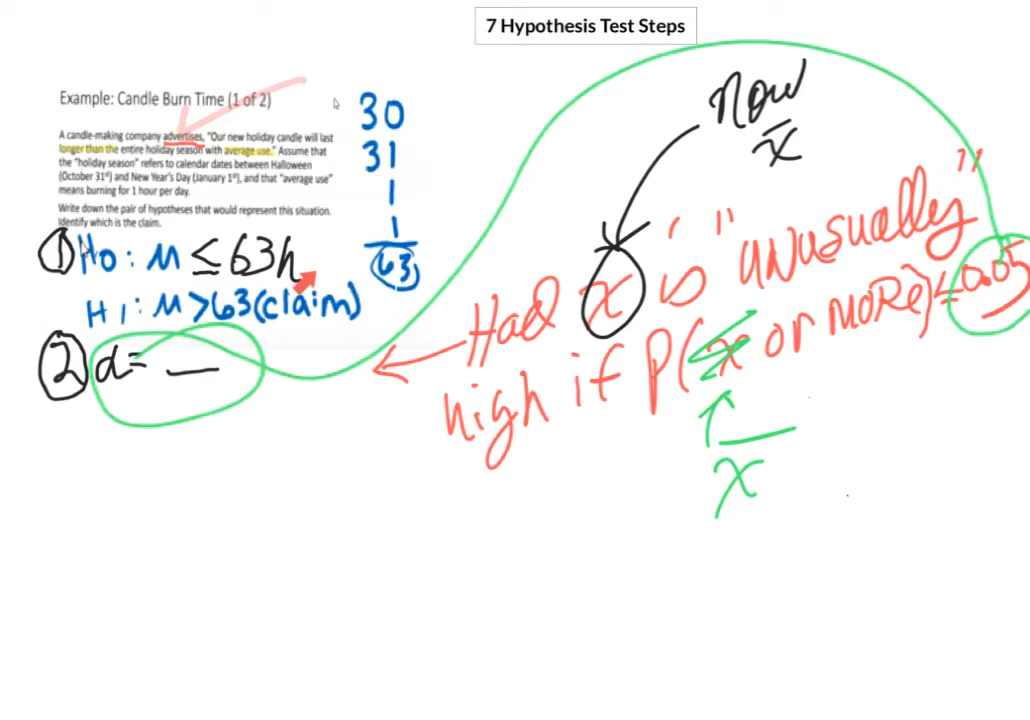 7 Hypothesis Test Steps
Example: Candle Burn Time (1 of 2)
A candle-making company advertises, "Our new holiday candle will last
longer than the entire holiday season with average use." Assume that
the "holiday season" refers to calendar dates between Halloween
(October 31st) and New Year's Day (January 1st), and that "average use"
means burning for 1 hour per day.
Write down the pair of hypotheses that would represent this situation.
Identify which is the claim.
30
31
1
1
63
① H0: μ ≤ 63h
H1: μ > 63 (claim)
② α = __
now
x̄
Had x is "unusually"
high if P(x or more) ≤ 0.05
x̄